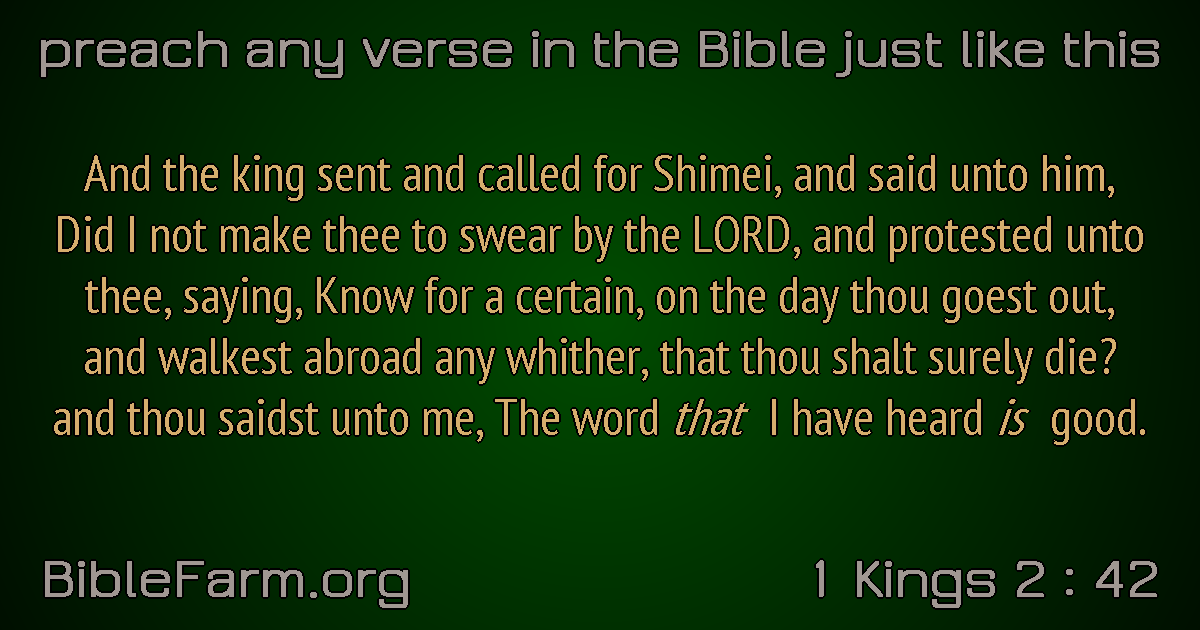 preach any verse in the Bible just like this
And the king sent and called for Shimei, and said unto him,
Did I not make thee to swear by the LORD, and protested unto
thee, saying, Know for a certain, on the day thou goest out,
and walkest abroad any whither, that thou shalt surely die?
and thou saidst unto me, The word that I have heard is good.
BibleFarm.org
1 Kings 2 : 42